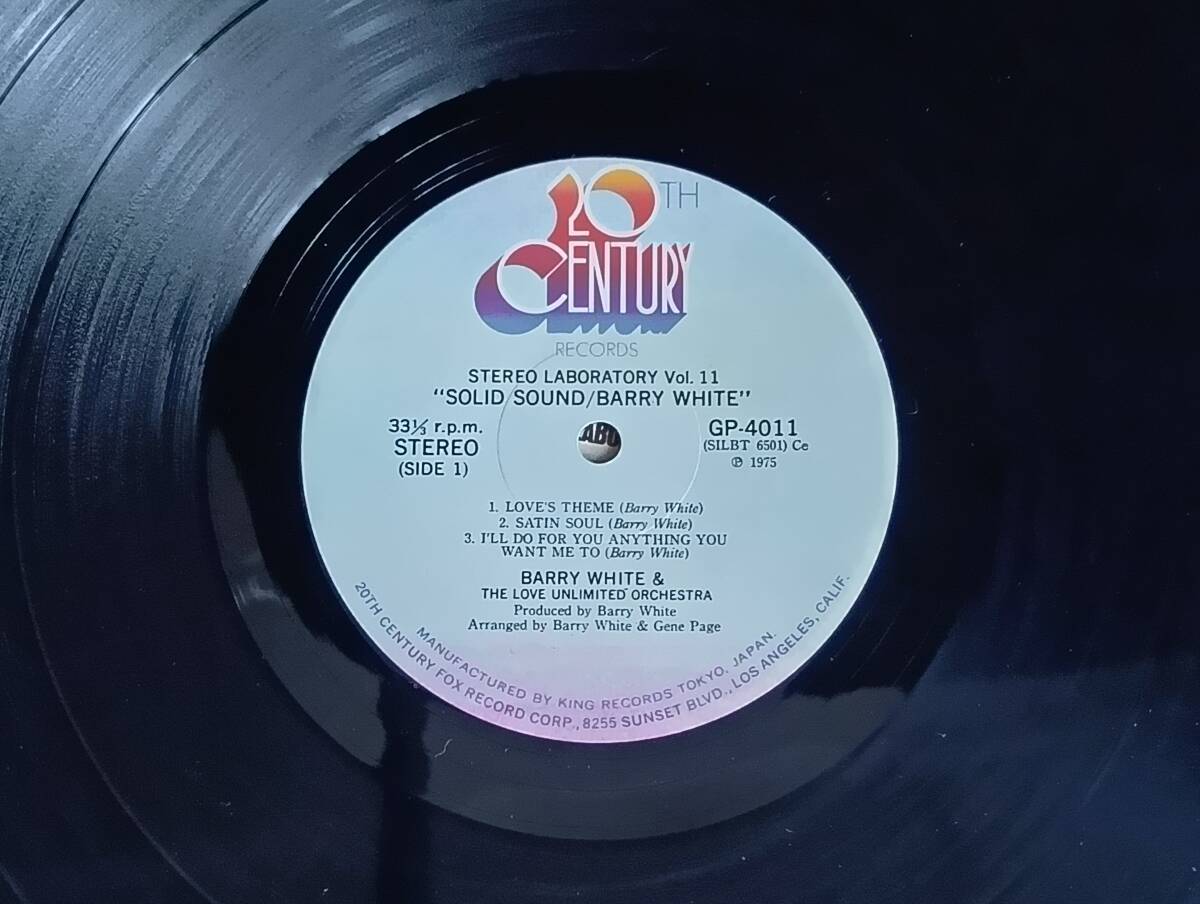 20TH
CENTURY
RECORDS
STEREO LABORATORY Vol. 11
"SOLID SOUND/BARRY WHITE"
33⅓ r.p.m.
STEREO
(SIDE 1)
GP-4011
(SILBT 6501) Ce
℗ 1975
1. LOVE'S THEME (Barry White)
2. SATIN SOUL (Barry White)
3. I'LL DO FOR YOU ANYTHING YOU
WANT ME TO (Barry White)
BARRY WHITE &
THE LOVE UNLIMITED ORCHESTRA
Produced by Barry White
Arranged by Barry White & Gene Page
MANUFACTURED BY KING RECORDS TOKYO, JAPAN.
20TH CENTURY FOX RECORD CORP., 8255 SUNSET BLVD., LOS ANGELES, CALIF.